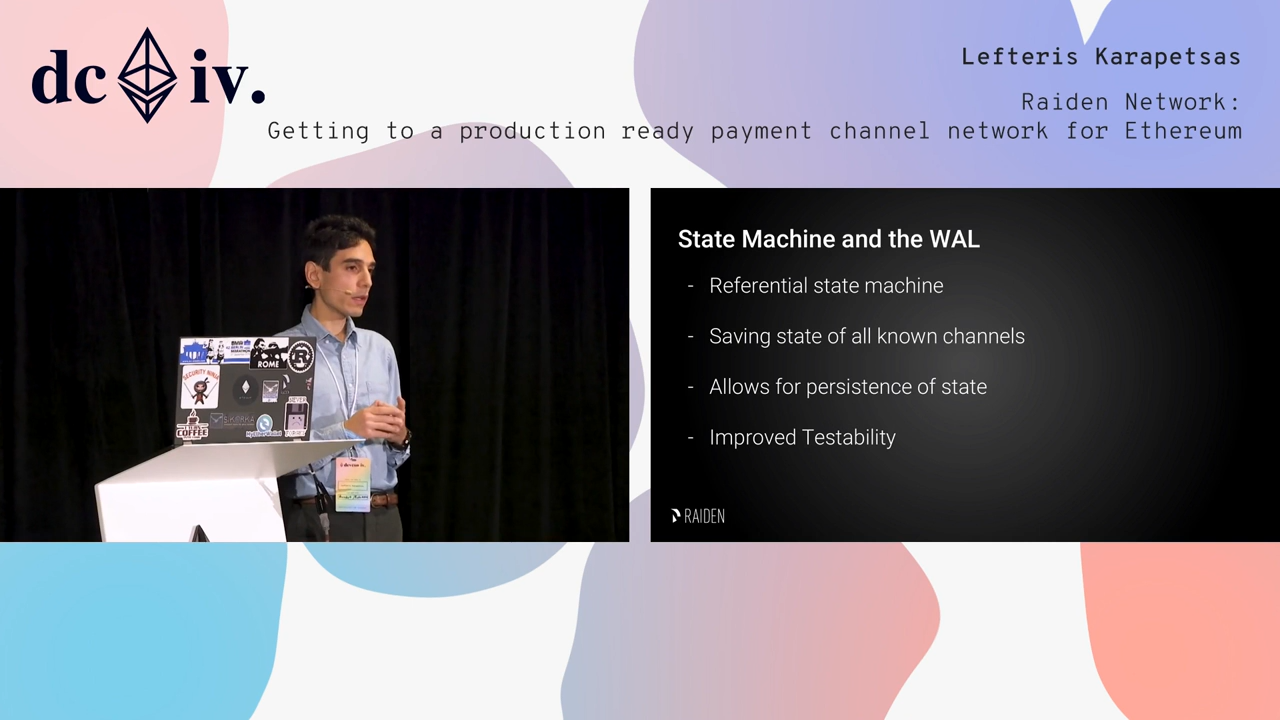 dc iv.
Lefteris Karapetsas
Raiden Network:
Getting to a production ready payment channel network for Ethereum
State Machine and the WAL
- Referential state machine
- Saving state of all known channels
- Allows for persistence of state
- Improved Testability
RAIDEN
ROME
SECURITY NINJA
COFFEE
MyEtherWallet